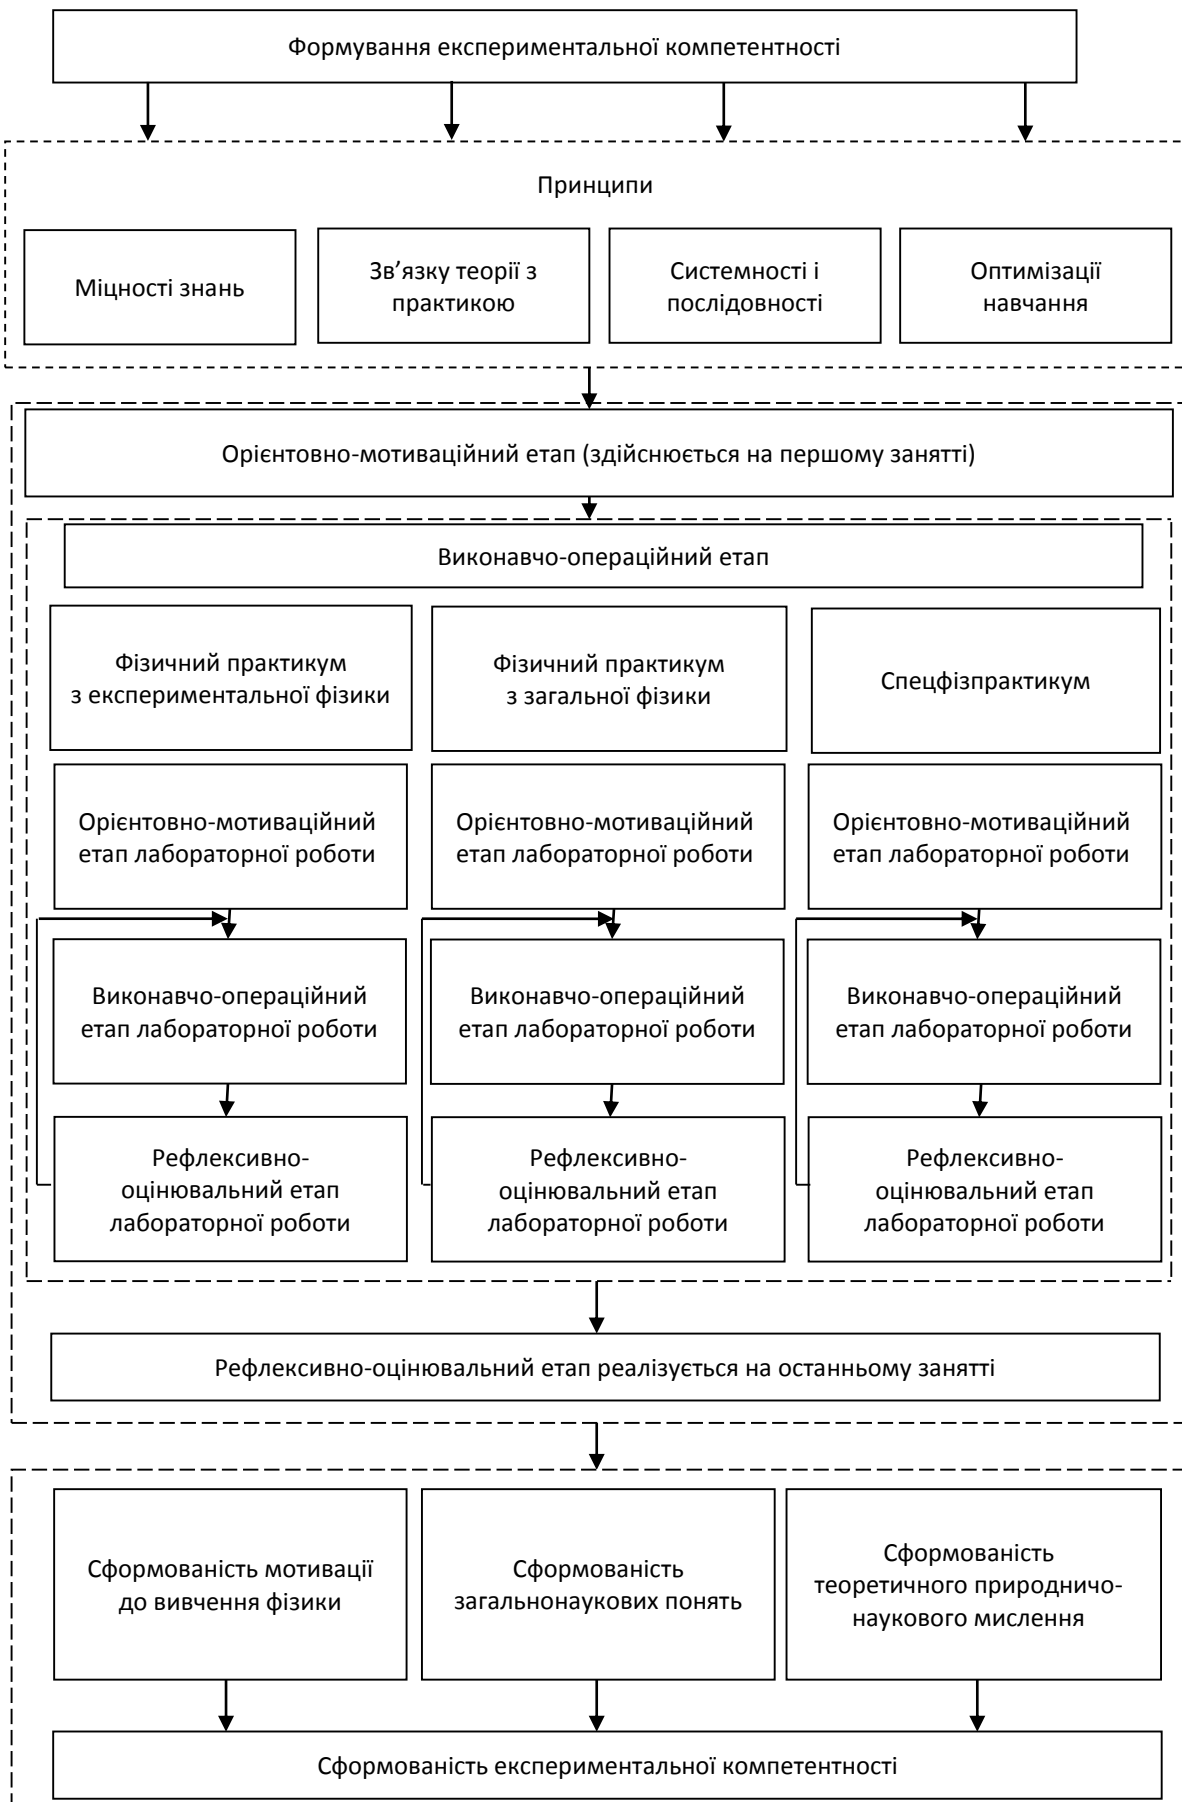 Формування експериментальної компетентності
Принципи
Міцності знань
Зв’язку теорії з
практикою
Системності і
послідовності
Оптимізації
навчання
Орієнтовно-мотиваційний етап (здійснюється на першому занятті)
Виконавчо-операційний етап
Фізичний практикум
з експериментальної фізики
Фізичний практикум
з загальної фізики
Спецфізпрактикум
Орієнтовно-мотиваційний
етап лабораторної роботи
Орієнтовно-мотиваційний
етап лабораторної роботи
Орієнтовно-мотиваційний
етап лабораторної роботи
Виконавчо-операційний
етап лабораторної роботи
Виконавчо-операційний
етап лабораторної роботи
Виконавчо-операційний
етап лабораторної роботи
Рефлексивно-
оцінювальний етап
лабораторної роботи
Рефлексивно-
оцінювальний етап
лабораторної роботи
Рефлексивно-
оцінювальний етап
лабораторної роботи
Рефлексивно-оцінювальний етап реалізується на останньому занятті
Сформованість мотивації
до вивчення фізики
Сформованість
загальнонаукових понять
Сформованість
теоретичного природничо-
наукового мислення
Сформованість експериментальної компетентності